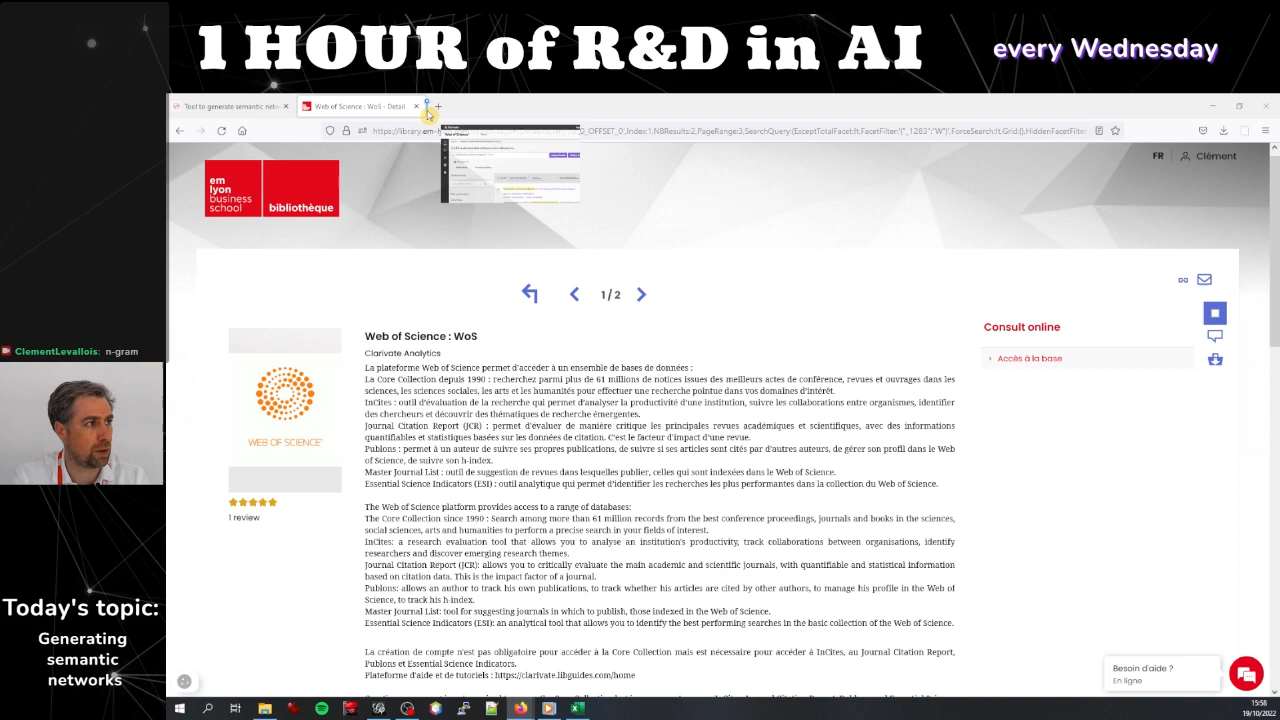 1 HOUR of R&D in AI
every Wednesday
Tool to generate semantic netw
Web of Science : WoS - Detail
FR
Clément
em
lyon
business
school
bibliothèque
1 / 2
Web of Science : WoS
Consult online
Clarivate Analytics
Accès à la base
La plateforme Web of Science permet d'accéder à un ensemble de bases de données :
La Core Collection depuis 1990 : recherchez parmi plus de 61 millions de notices issues des meilleurs actes de conférence, revues et ouvrages dans les
sciences, les sciences sociales, les arts et les humanités pour effectuer une recherche pointue dans vos domaines d'intérêt.
InCites : outil d'évaluation de la recherche qui permet d'analyser la productivité d'une institution, suivre les collaborations entre organismes, identifier
des chercheurs et découvrir des thématiques de recherche émergentes.
Journal Citation Report (JCR) : permet d'évaluer de manière critique les principales revues académiques et scientifiques, avec des informations
quantifiables et statistiques basées sur les données de citation. C'est le facteur d'impact d'une revue.
Publons : permet à un auteur de suivre ses propres publications, de suivre si ses articles sont cités par d'autres auteurs, de gérer son profil dans le Web
of Science, de suivre son h-index.
Master Journal List : outil de suggestion de revues dans lesquelles publier, celles qui sont indexées dans le Web of Science.
Essential Science Indicators (ESI) : outil analytique qui permet d'identifier les recherches les plus performantes dans la collection du Web of Science.
WEB OF SCIENCE™
1 review
The Web of Science platform provides access to a range of databases:
The Core Collection since 1990 : Search among more than 61 million records from the best conference proceedings, journals and books in the sciences,
social sciences, arts and humanities to perform a precise search in your fields of interest.
InCites: a research evaluation tool that allows you to analyse an institution's productivity, track collaborations between organisations, identify
researchers and discover emerging research themes.
Journal Citation Report (JCR): allows you to critically evaluate the main academic and scientific journals, with quantifiable and statistical information
based on citation data. This is the impact factor of a journal.
Publons: allows an author to track his own publications, to track whether his articles are cited by other authors, to manage his profile in the Web of
Science, to track his h-index.
Master Journal List: tool for suggesting journals in which to publish, those indexed in the Web of Science.
Essential Science Indicators (ESI): an analytical tool that allows you to identify the best performing searches in the basic collection of the Web of Science.
La création de compte n'est pas obligatoire pour accéder à la Core Collection mais est nécessaire pour accéder à InCites, au Journal Citation Report,
Publons et Essential Science Indicators.
Plateforme d'aide et de tutoriels : https://clarivate.libguides.com/home
Besoin d'aide ?
En ligne
ClementLevallois: n-gram
Today's topic:
Generating
semantic
networks
15:58
19/10/2022